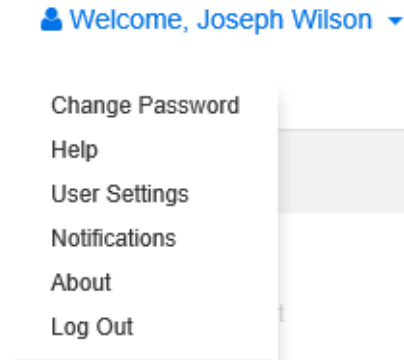 Welcome, Joseph Wilson
Change Password
Help
User Settings
Notifications
About
Log Out